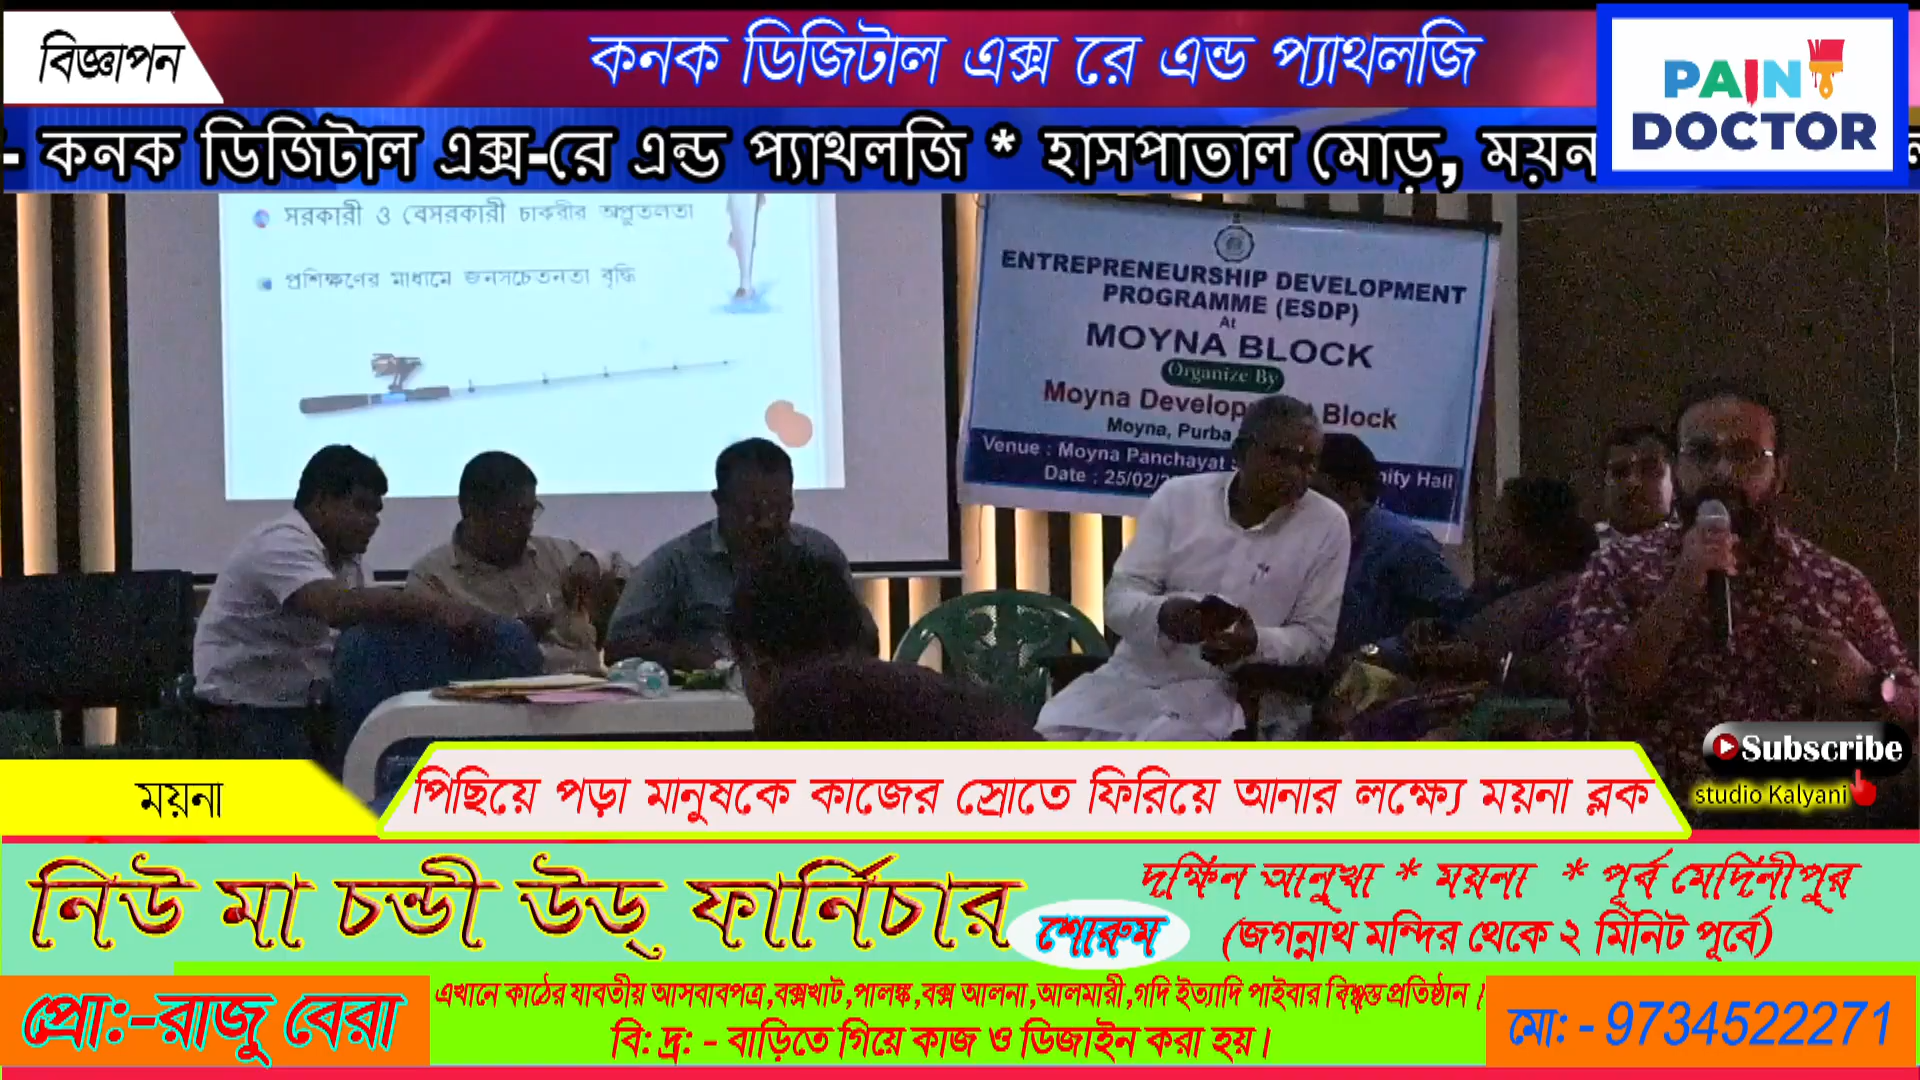 বিজ্ঞাপন
কনক ডিজিটাল এক্স রে এন্ড প্যাথলজি
PAINT
DOCTOR
- কনক ডিজিটাল এক্স-রে এন্ড প্যাথলজি * হাসপাতাল মোড়,
সরকারী ও বেসরকারী চাকরীর অপ্রতুলতা
প্রশিক্ষণের মাধ্যমে জনসচেতনতা বৃদ্ধি
ENTREPRENEURSHIP DEVELOPMENT
PROGRAMME (ESDP)
At
MOYNA BLOCK
Organize By
Moyna Block
Moyna, Purba
Venue : Moyna Panchayat Hall
Date : 25/02/
Subscribe
studio Kalyani
ময়না
পিছিয়ে পড়া মানুষকে কাজের স্রোতে ফিরিয়ে আনার লক্ষ্যে ময়না ব্লক
নিউ মা চন্ডী উড্ ফার্নিচার
শোরুম
দক্ষিন আনুখা * ময়না * পূর্ব মেদিনীপুর
(জগন্নাথ মন্দির থেকে ২ মিনিট পূর্বে)
প্রো:-রাজু বেরা
এখানে কাঠের যাবতীয় আসবাবপত্র,বক্সখাট,পালঙ্ক,বক্স আলনা,আলমারী,গদি ইত্যাদি পাইবার বিশ্বস্ত প্রতিষ্ঠান।
বি: দ্র: - বাড়িতে গিয়ে কাজ ও ডিজাইন করা হয়।
মো: - 9734522271